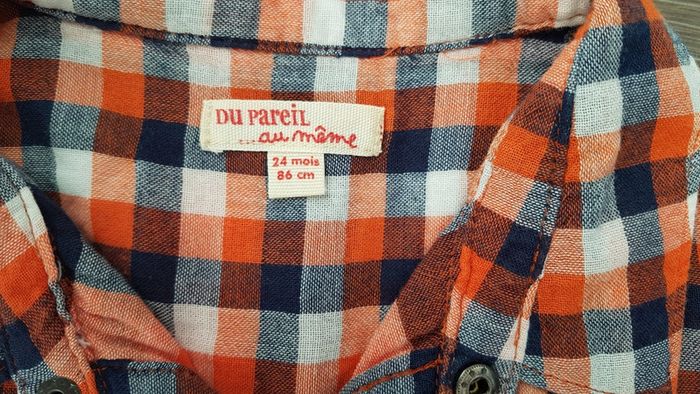 DU PAREIL
...au même
24 mois
86 cm